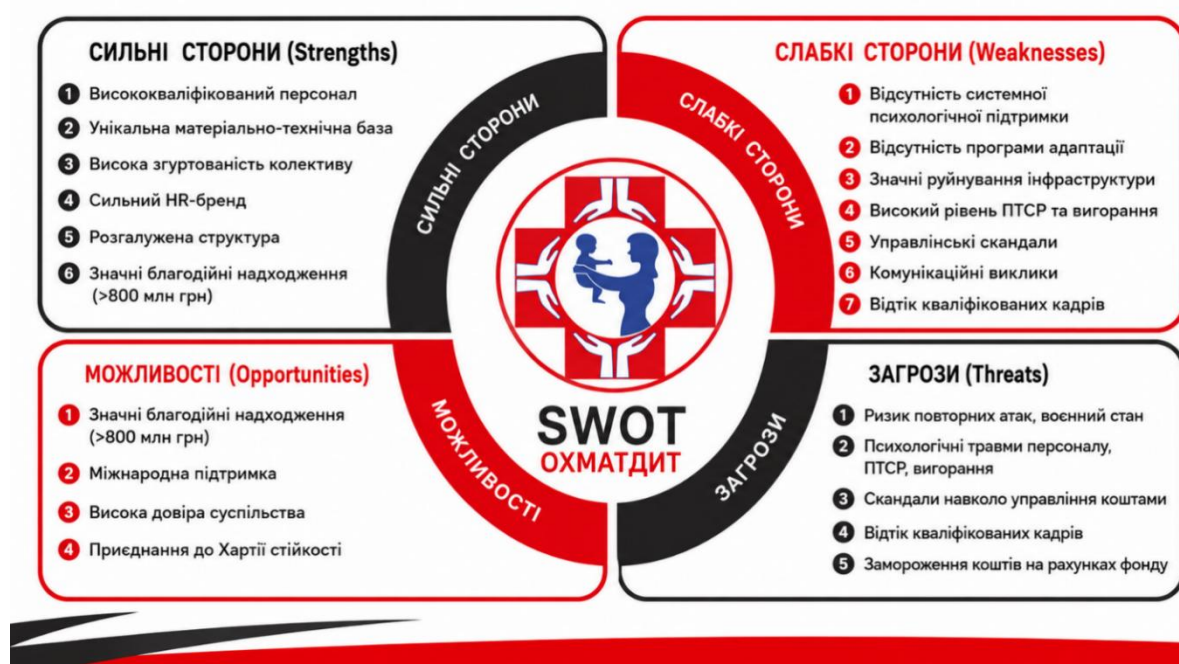 СИЛЬНІ СТОРОНИ (Strengths)
1 Висококваліфікований персонал
2 Унікальна матеріально-технічна база
3 Висока згуртованість колективу
4 Сильний HR-бренд
5 Розгалужена структура
6 Значні благодійні надходження
(>800 млн грн)
СИЛЬНІ СТОРОНИ
СЛАБКІ СТОРОНИ (Weaknesses)
1 Відсутність системної
психологічної підтримки
2 Відсутність програми адаптації
3 Значні руйнування інфраструктури
4 Високий рівень ПТСР та вигорання
5 Управлінські скандали
6 Комунікаційні виклики
7 Відтік кваліфікованих кадрів
СЛАБКІ СТОРОНИ
SWOT
ОХМАТДИТ
МОЖЛИВОСТІ (Opportunities)
1 Значні благодійні надходження
(>800 млн грн)
2 Міжнародна підтримка
3 Висока довіра суспільства
4 Приєднання до Хартії стійкості
МОЖЛИВОСТІ
ЗАГРОЗИ (Threats)
1 Ризик повторних атак, воєнний стан
2 Психологічні травми персоналу,
ПТСР, вигорання
3 Скандали навколо управління коштами
4 Відтік кваліфікованих кадрів
5 Замороження коштів на рахунках фонду
ЗАГРОЗИ